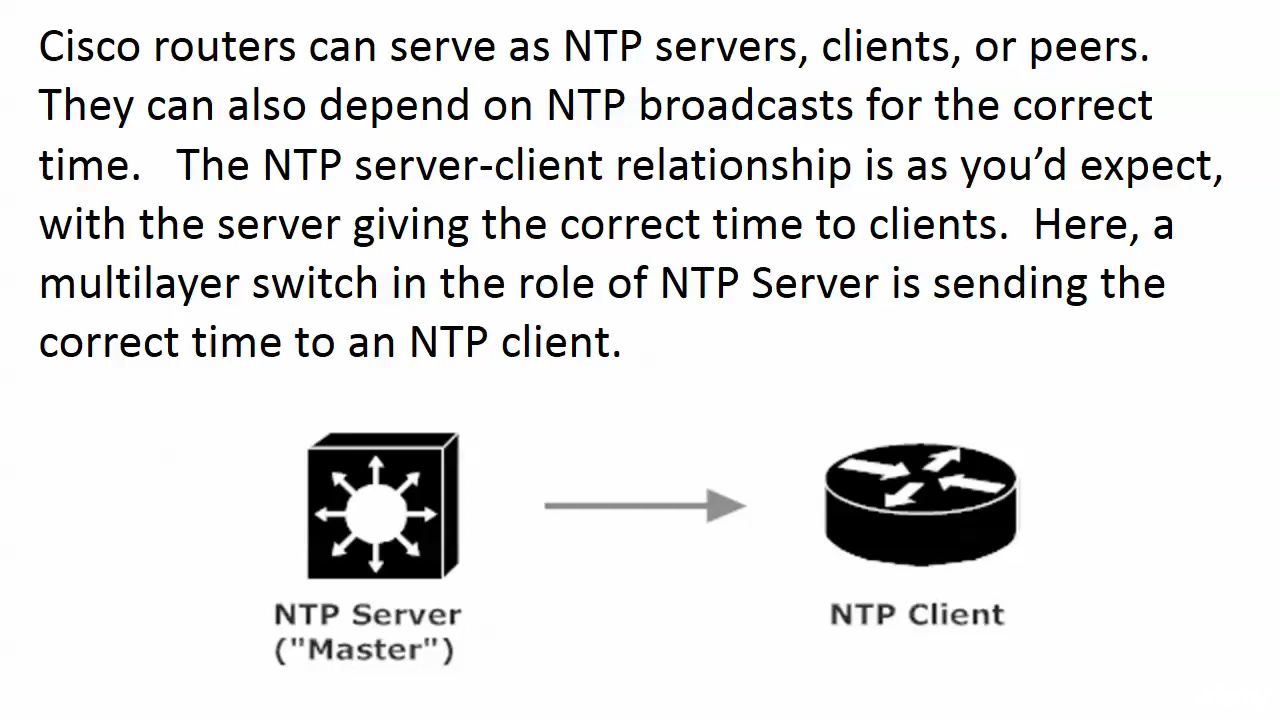 Cisco routers can serve as NTP servers, clients, or peers.
They can also depend on NTP broadcasts for the correct
time.   The NTP server-client relationship is as you’d expect,
with the server giving the correct time to clients.  Here, a
multilayer switch in the role of NTP Server is sending the
correct time to an NTP client.
NTP Server
("Master")
NTP Client